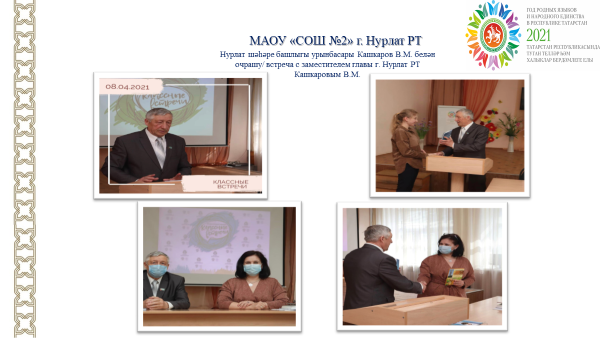 МАОУ «СОШ №2» г. Нурлат РТ
Нурлат шәһәре башлыгы урынбасары Кашкаров В.М. белән
очрашу/ встреча с заместителем главы г. Нурлат РТ
Кашкаровым В.М.
ГОД РОДНЫХ ЯЗЫКОВ
И НАРОДНОГО ЕДИНСТВА
В РЕСПУБЛИКЕ ТАТАРСТАН
2021
ТАТАРСТАН РЕСПУБЛИКАСЫНДА
ТУГАН ТЕЛЛӘР ҺӘМ
ХАЛЫКЛАР БЕРДӘМЛЕГЕ ЕЛЫ
08.04.2021
КЛАССНЫЕ
ВСТРЕЧИ
КЛАССНЫЕ
ВСТРЕЧИ